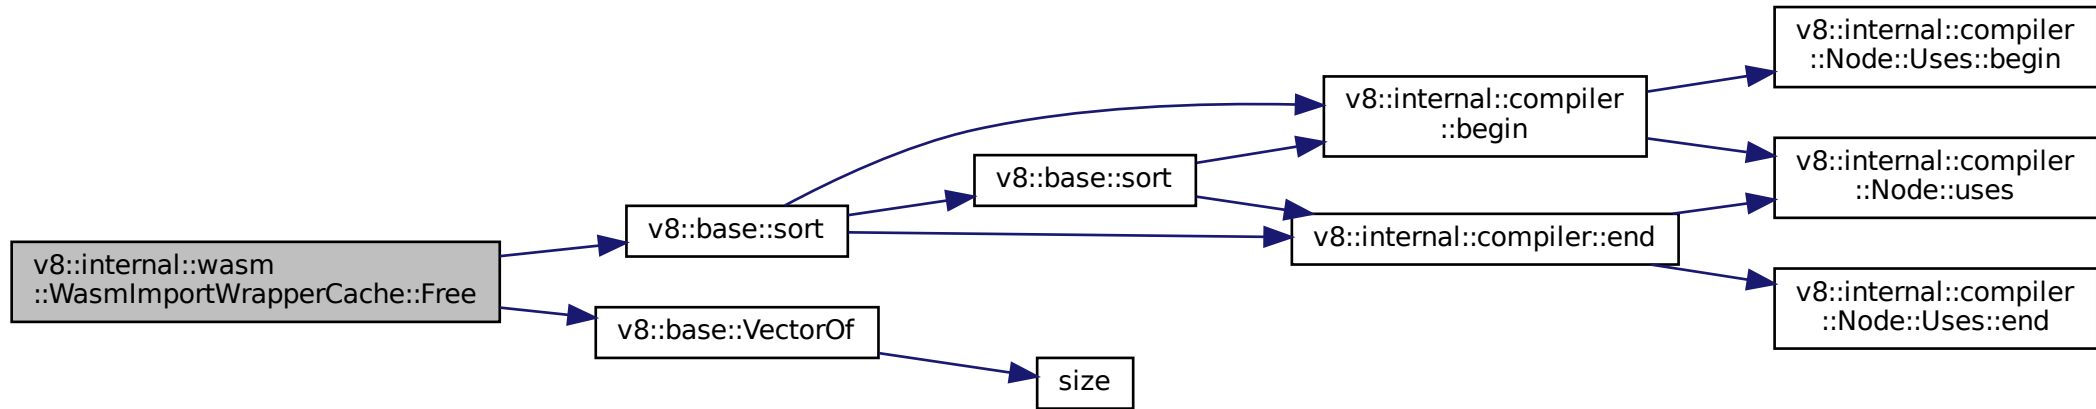 v8::internal::wasm
::WasmImportWrapperCache::Free
v8::base::sort
v8::base::VectorOf
v8::base::sort
size
v8::internal::compiler
::begin
v8::internal::compiler::end
v8::internal::compiler
::Node::Uses::begin
v8::internal::compiler
::Node::uses
v8::internal::compiler
::Node::Uses::end